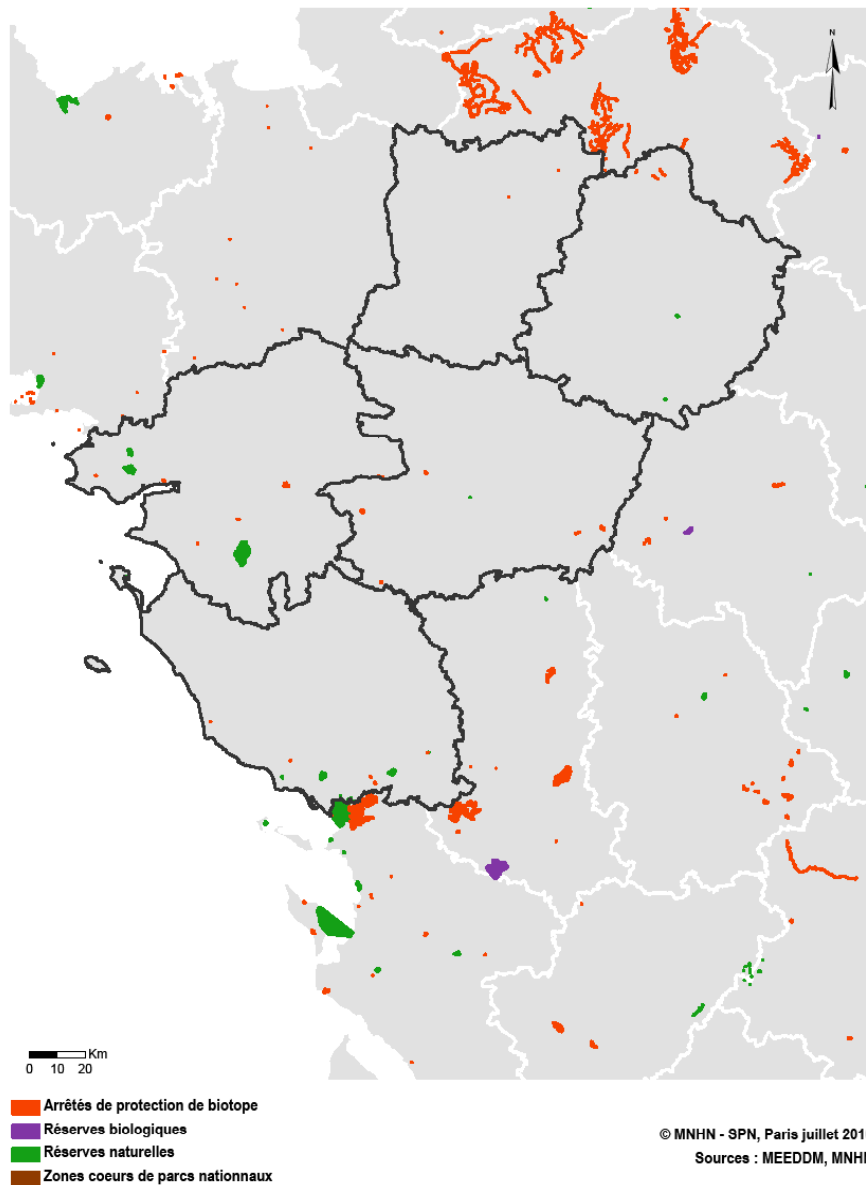 N
Km
0 10 20
Arrêtés de protection de biotope
Réserves biologiques
Réserves naturelles
Zones coeurs de parcs nationnaux
© MNHN - SPN, Paris juillet 201
Sources : MEEDDM, MNH